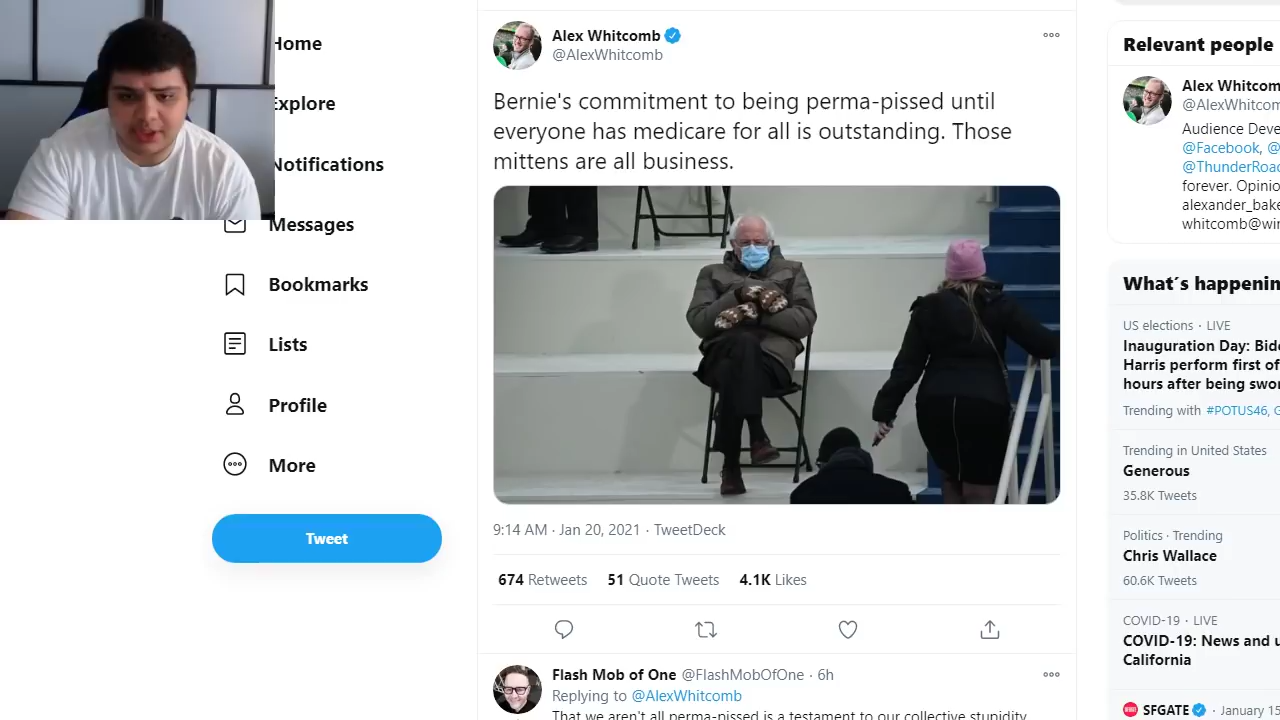 Home
Explore
Notifications
Messages
Bookmarks
Lists
Profile
More
Tweet
Alex Whitcomb
@AlexWhitcomb
Bernie's commitment to being perma-pissed until
everyone has medicare for all is outstanding. Those
mittens are all business.
9:14 AM · Jan 20, 2021 · TweetDeck
674 Retweets 51 Quote Tweets 4.1K Likes
Flash Mob of One @FlashMobOfOne · 6h
Replying to @AlexWhitcomb
That we aren't all perma-pissed is a testament to our collective stupidity
Relevant people
Alex Whitcom
@AlexWhitcom
Audience Deve
@Facebook, @
@ThunderRoad
forever. Opinio
alexander_bake
whitcomb@wir
What's happenin
US elections · LIVE
Inauguration Day: Bide
Harris perform first of
hours after being swor
Trending with #POTUS46, G
Trending in United States
Generous
35.8K Tweets
Politics · Trending
Chris Wallace
60.6K Tweets
COVID-19 · LIVE
COVID-19: News and u
California
SFGATE · January 15